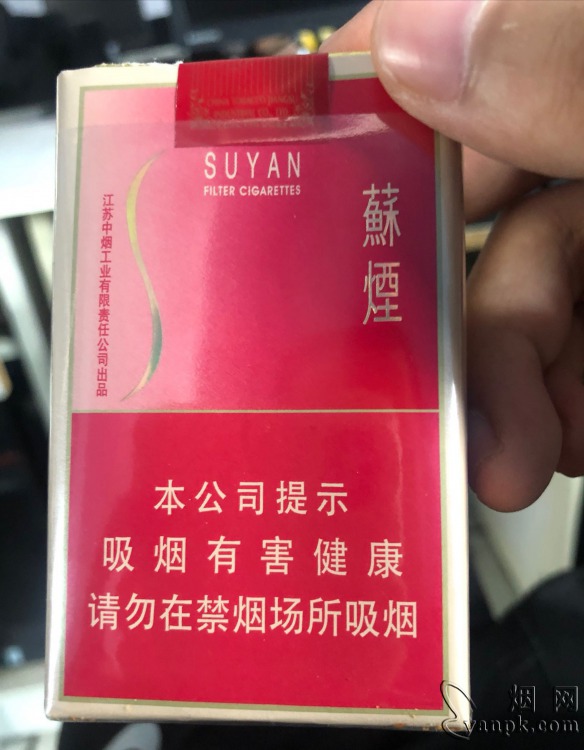 SUYAN
FILTER CIGARETTES
蘇煙
江苏中烟工业有限责任公司出品
本公司提示
吸烟有害健康
请勿在禁烟场所吸烟
烟网
yanpk.com